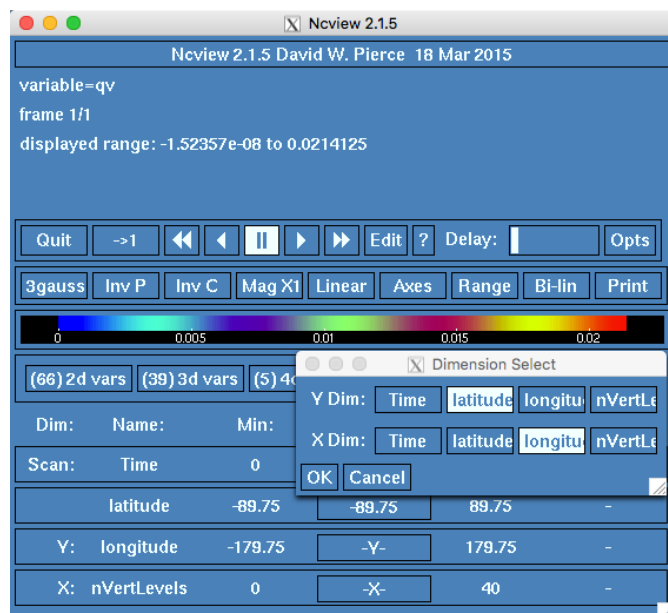 Ncview 2.1.5
Ncview 2.1.5 David W. Pierce 18 Mar 2015
variable=qv
frame 1/1
displayed range: -1.52357e-08 to 0.0214125
Quit ->1 Edit ? Delay: Opts
3gauss Inv P Inv C Mag X1 Linear Axes Range Bi-lin Print
0 0.005 0.01 0.015 0.02
(66) 2d vars (39) 3d vars (5) 4
Dimension Select
Y Dim: Time latitude longitu nVertLe
X Dim: Time latitude longitu nVertLe
OK Cancel
Dim: Name: Min:
Scan: Time 0
latitude -89.75 -89.75 89.75 -
Y: longitude -179.75 -Y- 179.75 -
X: nVertLevels 0 -X- 40 -